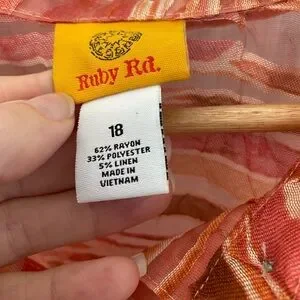 Ruby Rd.
18
62% RAYON
33% POLYESTER
5% LINEN
MADE IN
VIETNAM